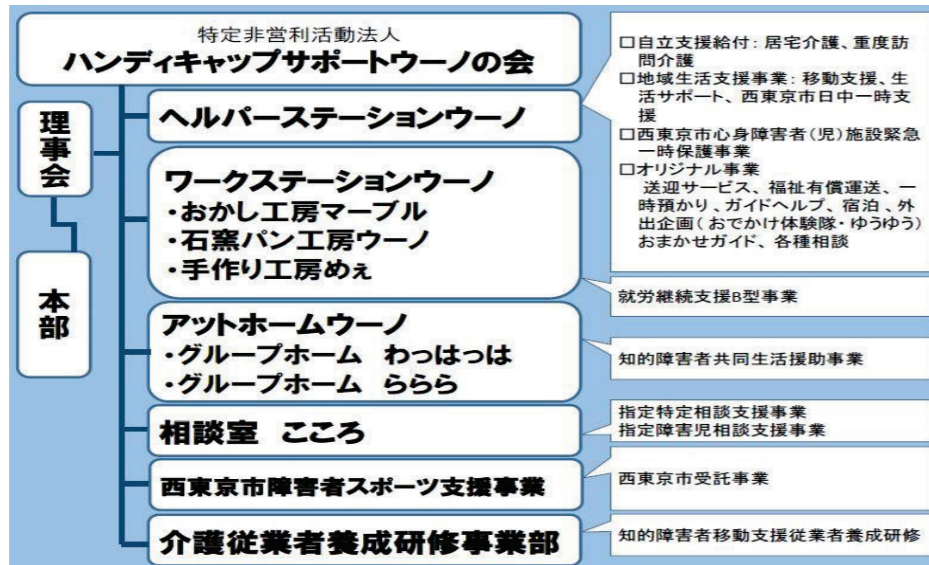 特定非営利活動法人
ハンディキャップサポートウーノの会
理事会
本部
ヘルパーステーションウーノ
□自立支援給付: 居宅介護、重度訪
問介護
□地域生活支援事業: 移動支援、生
活サポート、西東京市日中一時支
援
□西東京市心身障害者(児)施設緊急
一時保護事業
□オリジナル事業
送迎サービス、福祉有償運送、一
時預かり、ガイドヘルプ、宿泊、外
出企画(おでかけ体験隊・ゆうゆう)
おまかせガイド、各種相談
ワークステーションウーノ
・おかし工房マーブル
・石窯パン工房ウーノ
・手作り工房めぇ
就労継続支援B型事業
アットホームウーノ
・グループホーム わっはっは
・グループホーム ららら
知的障害者共同生活援助事業
相談室 こころ
指定特定相談支援事業
指定障害児相談支援事業
西東京市障害者スポーツ支援事業
西東京市受託事業
介護従業者養成研修事業部
知的障害者移動支援従業者養成研修